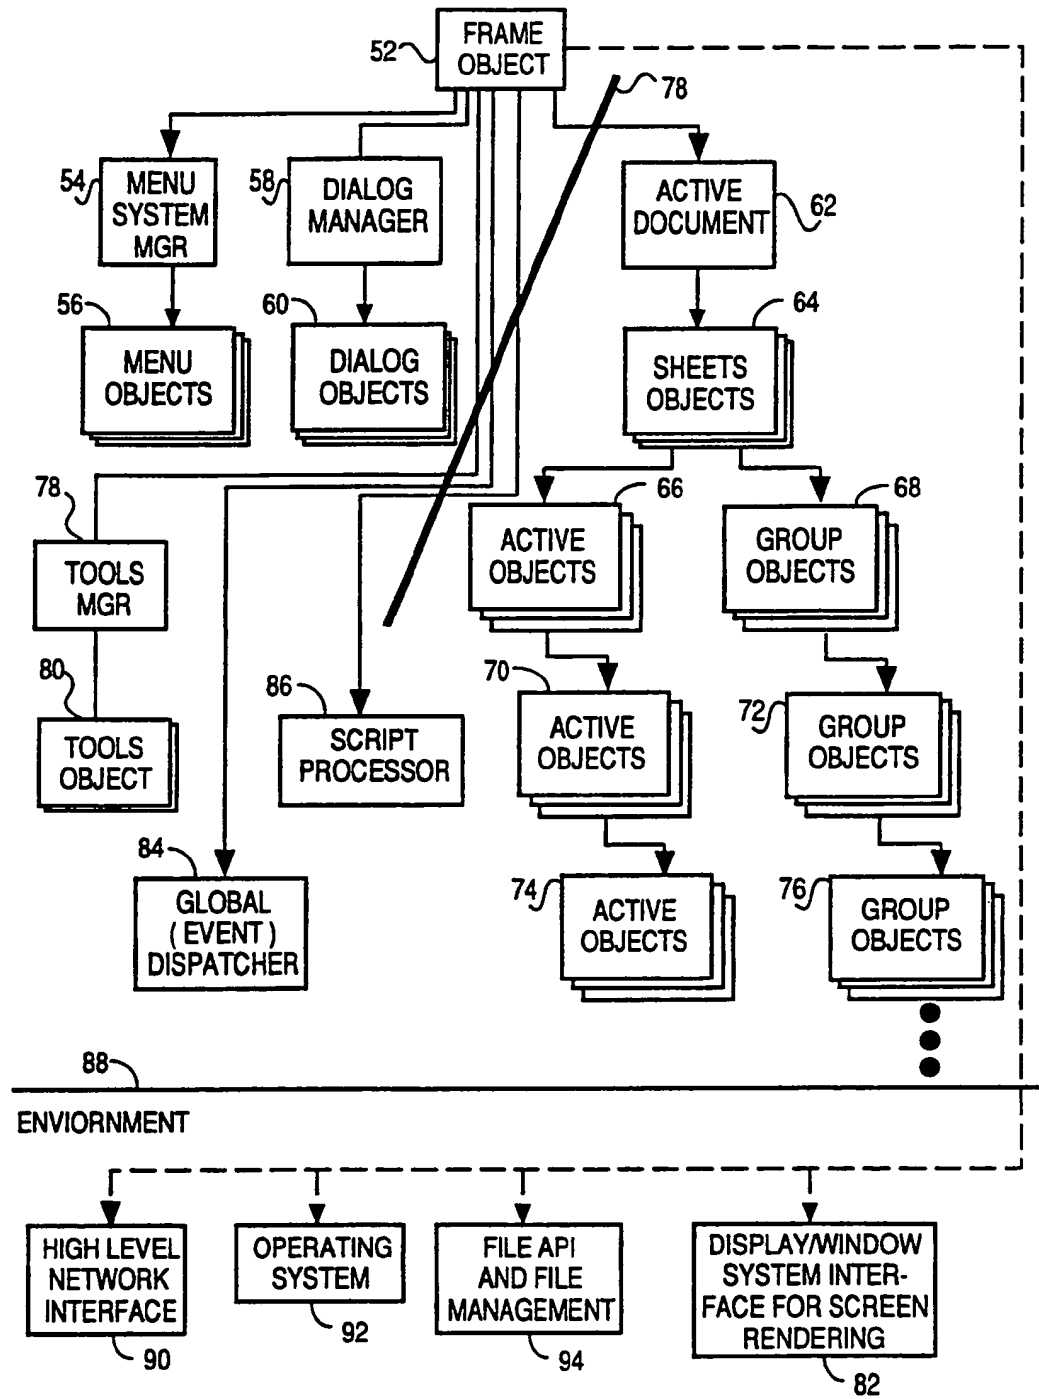 FRAME
OBJECT
52
78
54
MENU
SYSTEM
MGR
58
DIALOG
MANAGER
ACTIVE
DOCUMENT
62
56
MENU
OBJECTS
60
DIALOG
OBJECTS
64
SHEETS
OBJECTS
78
TOOLS
MGR
66
ACTIVE
OBJECTS
68
GROUP
OBJECTS
80
TOOLS
OBJECT
86
SCRIPT
PROCESSOR
70
ACTIVE
OBJECTS
72
GROUP
OBJECTS
84
GLOBAL
( EVENT )
DISPATCHER
74
ACTIVE
OBJECTS
76
GROUP
OBJECTS
88
ENVIORNMENT
HIGH LEVEL
NETWORK
INTERFACE
90
OPERATING
SYSTEM
92
FILE API
AND FILE
MANAGEMENT
94
DISPLAY/WINDOW
SYSTEM INTER-
FACE FOR SCREEN
RENDERING
82